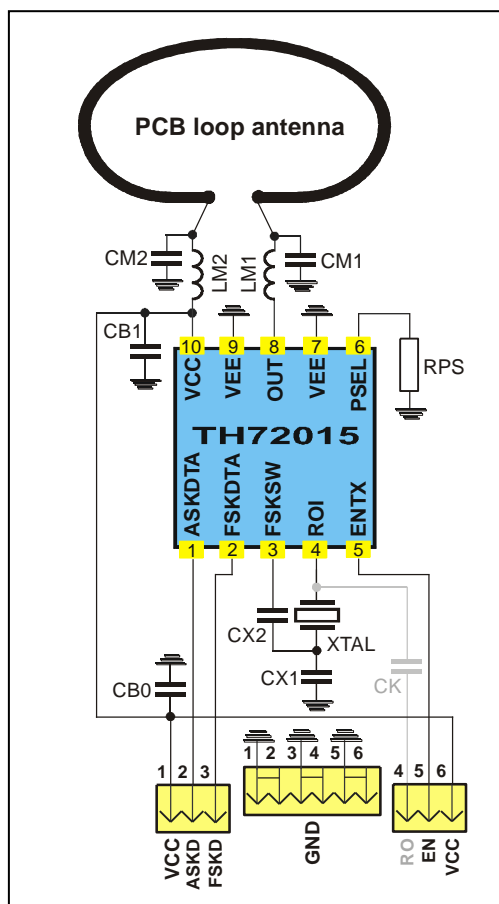 PCB loop antenna
CM2
LM2
LM1
CM1
CB1
10
9
8
7
6
VCC
VEE
OUT
VEE
PSEL
RPS
TH72015
ASKDTA
FSKDTA
FSKSW
ROI
ENTX
1
2
3
4
5
CX2
XTAL
CX1
CK
CB0
1 2 3
1 2 3 4 5 6
4 5 6
VCC
ASKD
FSKD
GND
RO
EN
VCC